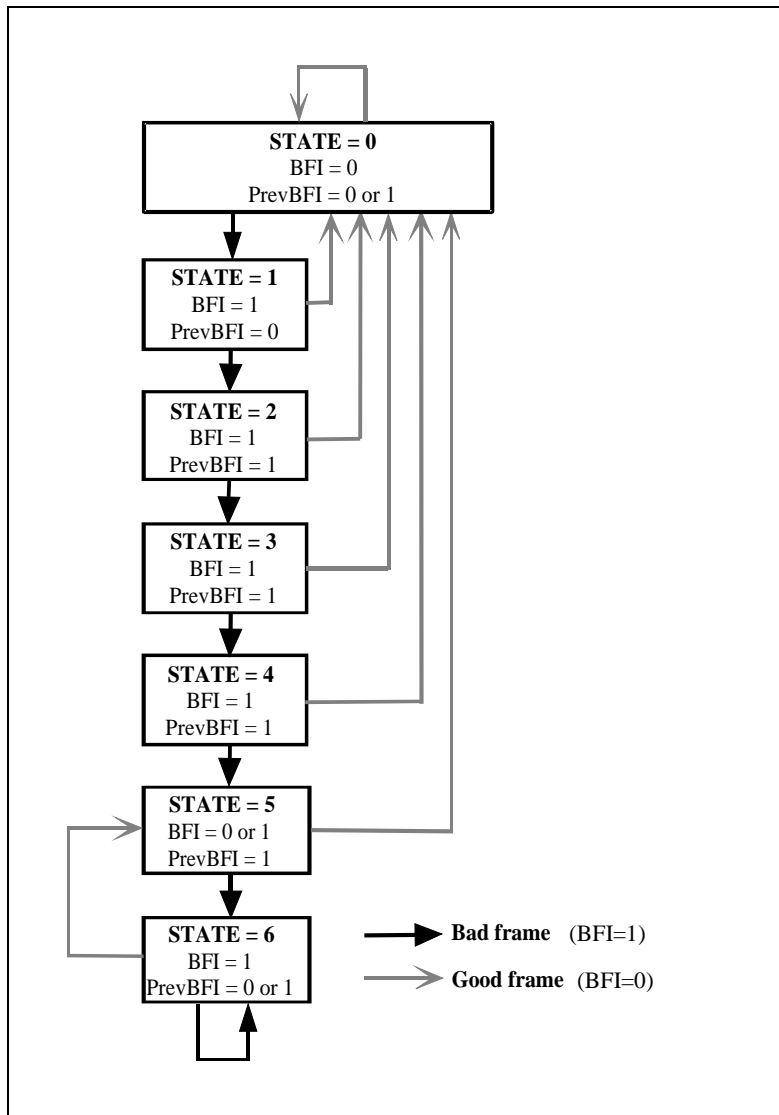 STATE = 0
BFI = 0
PrevBFI = 0 or 1
STATE = 1
BFI = 1
PrevBFI = 0
STATE = 2
BFI = 1
PrevBFI = 1
STATE = 3
BFI = 1
PrevBFI = 1
STATE = 4
BFI = 1
PrevBFI = 1
STATE = 5
BFI = 0 or 1
PrevBFI = 1
STATE = 6
BFI = 1
PrevBFI = 0 or 1
Bad frame (BFI=1)
Good frame (BFI=0)